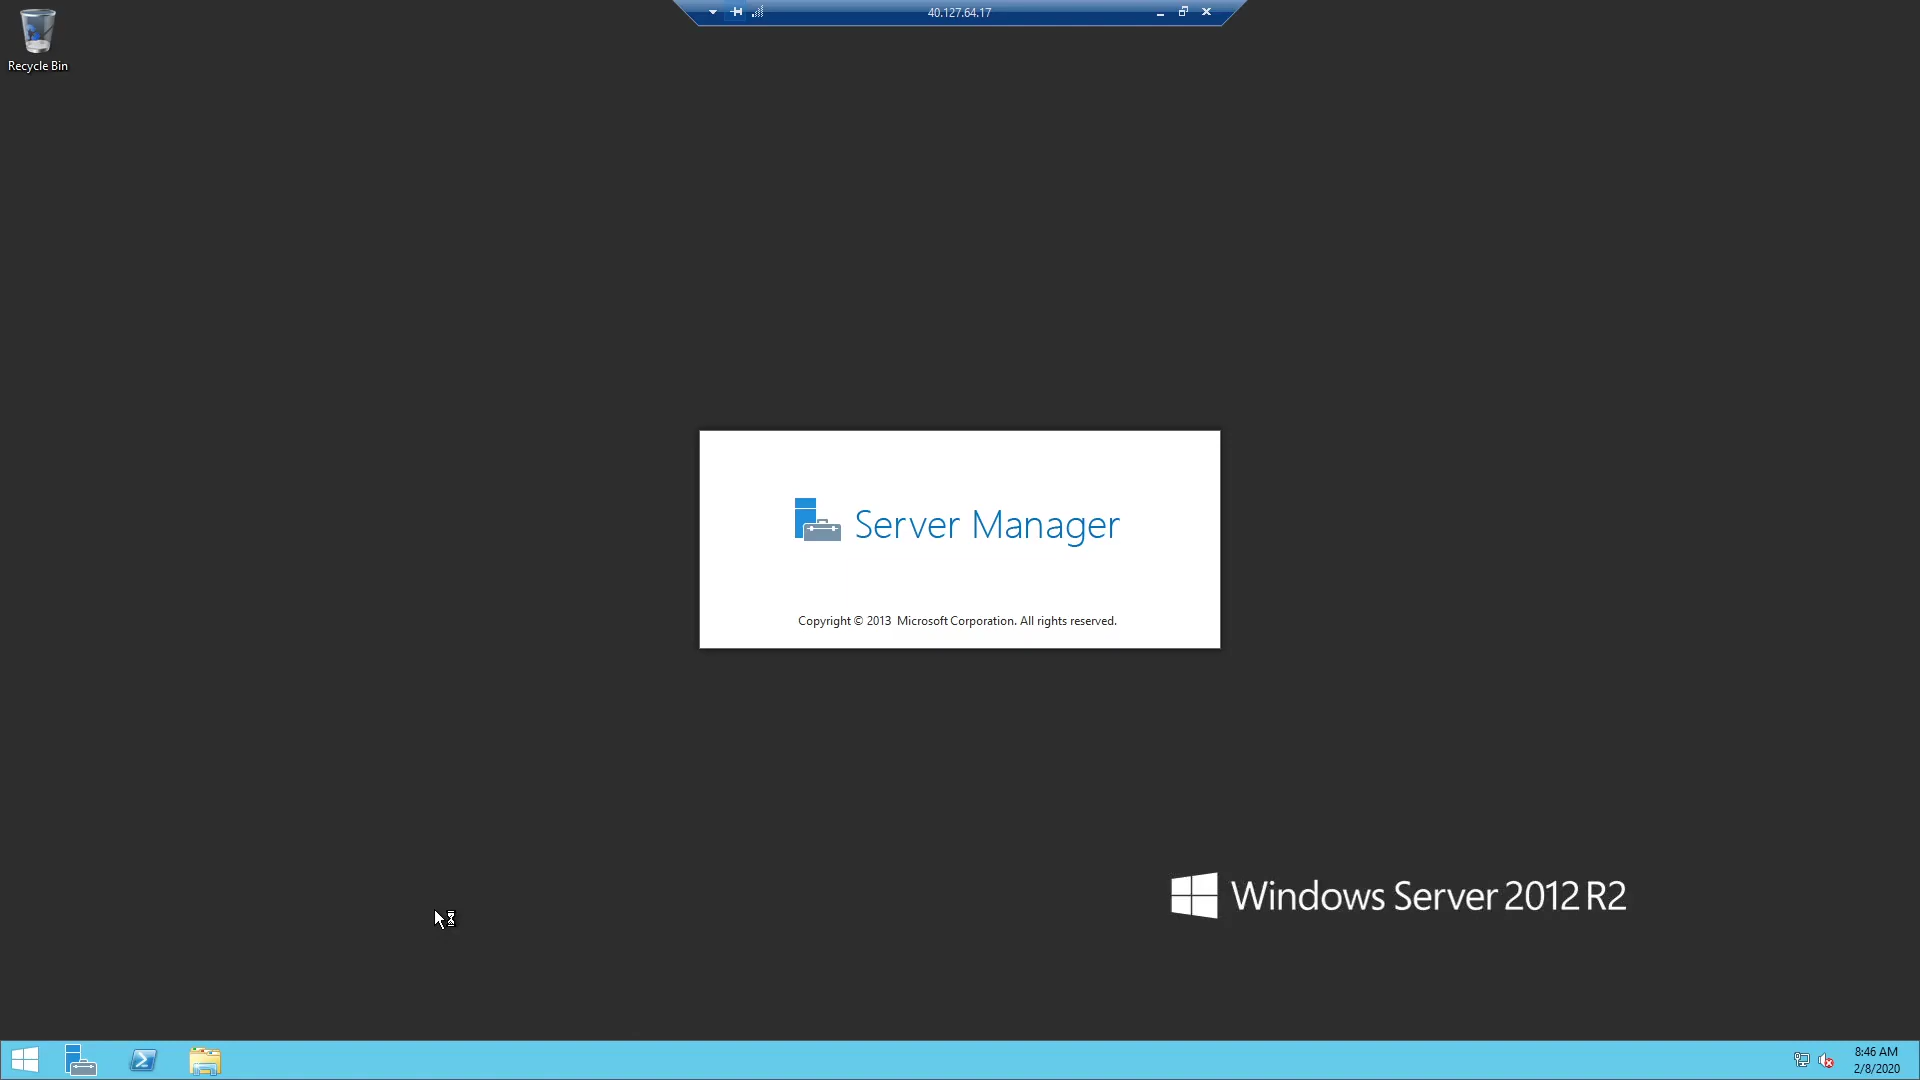 40.127.64.17
Recycle Bin
Server Manager
Copyright © 2013 Microsoft Corporation. All rights reserved.
Windows Server 2012 R2
8:46 AM
2/8/2020